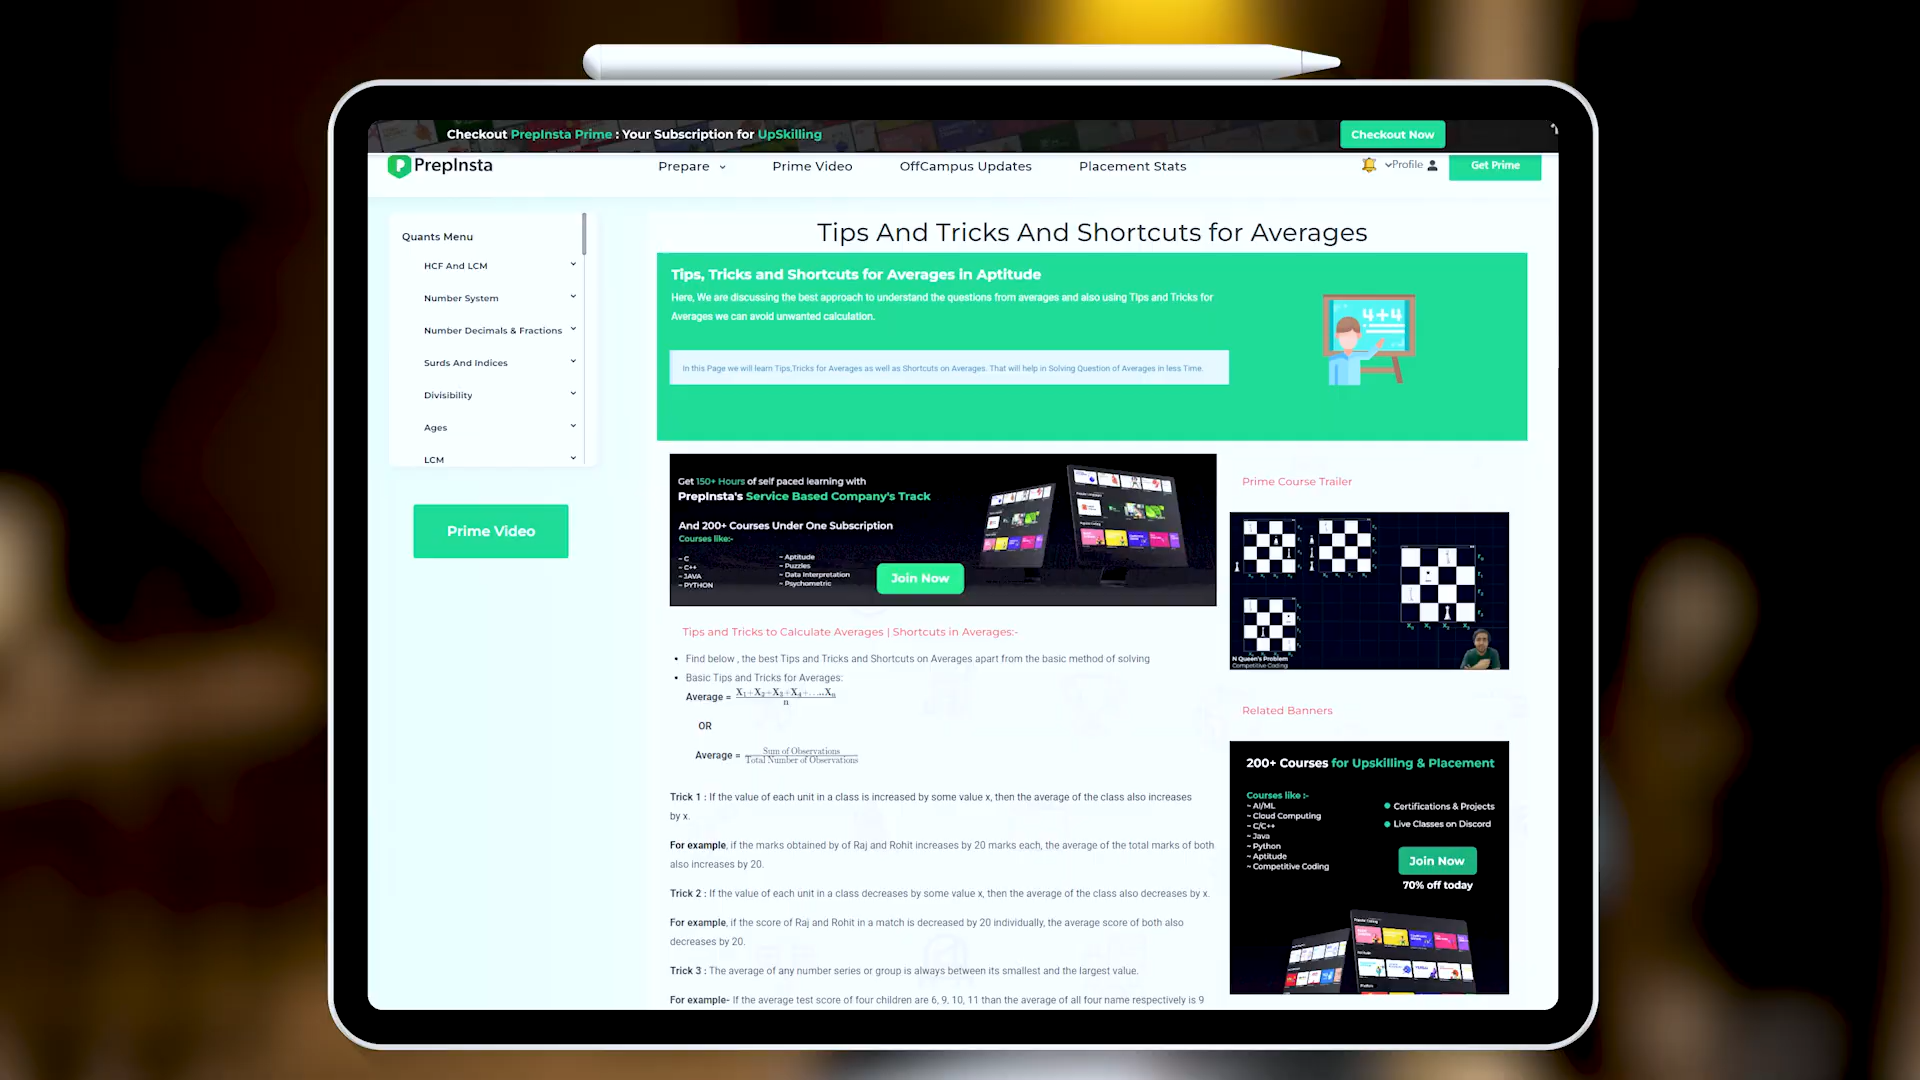 Checkout PrepInsta Prime : Your Subscription for UpSkilling
Checkout Now
PrepInsta
Prepare
Prime Video
OffCampus Updates
Placement Stats
Profile
Get Prime
Quants Menu
HCF And LCM
Number System
Number Decimals & Fractions
Surds And Indices
Divisibility
Ages
LCM
Prime Video
Tips And Tricks And Shortcuts for Averages
Tips, Tricks and Shortcuts for Averages in Aptitude
Here, We are discussing the best approach to understand the questions from averages and also using Tips and Tricks for
Averages we can avoid unwanted calculation.
In this Page we will learn Tips,Tricks for Averages as well as Shortcuts on Averages. That will help in Solving Question of Averages in less Time.
4+4
Get 150+ Hours of self paced learning with
PrepInsta's Service Based Company's Track
And 200+ Courses Under One Subscription
Courses like:-
~ C
~ C++
~ JAVA
~ PYTHON
~ Aptitude
~ Puzzles
~ Data Interpretation
~ Psychometric
Join Now
Tips and Tricks to Calculate Averages | Shortcuts in Averages:-
• Find below , the best Tips and Tricks and Shortcuts on Averages apart from the basic method of solving
• Basic Tips and Tricks for Averages:
Average = X1+X2+X3+X4+.....Xn / n
OR
Average = Sum of Observations / Total Number of Observations
Trick 1 : If the value of each unit in a class is increased by some value x, then the average of the class also increases
by x.
For example, if the marks obtained by of Raj and Rohit increases by 20 marks each, the average of the total marks of both
also increases by 20.
Trick 2 : If the value of each unit in a class decreases by some value x, then the average of the class also decreases by x.
For example, if the score of Raj and Rohit in a match is decreased by 20 individually, the average score of both also
decreases by 20.
Trick 3 : The average of any number series or group is always between its smallest and the largest value.
For example- If the average test score of four children are 6, 9, 10, 11 than the average of all four name respectively is 9
Prime Course Trailer
N Queen's Problem
Competitive Coding
Related Banners
200+ Courses for Upskilling & Placement
Courses like :-
~ AI/ML
~ Cloud Computing
~ C/C++
~ Java
~ Python
~ Aptitude
~ Competitive Coding
Certifications & Projects
Live Classes on Discord
Join Now
70% off today